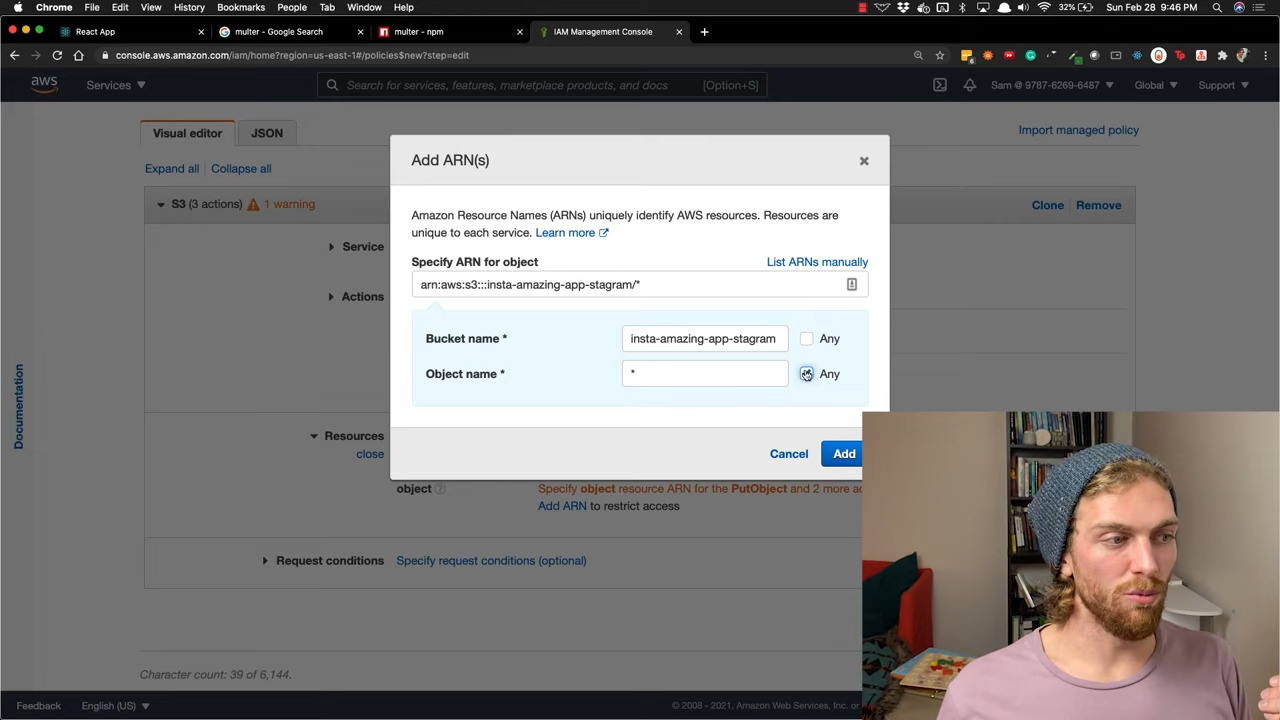 Chrome File Edit View History Bookmarks People Tab Window Help
32% Sun Feb 28 9:46 PM
React App
multer - Google Search
multer - npm
IAM Management Console
console.aws.amazon.com/iam/home?region=us-east-1#/policies$new?step=edit
aws Services Search for services, features, marketplace products, and docs [Option+S] Sam @ 9787-6269-6487 Global Support
Visual editor JSON Import managed policy
Expand all Collapse all
S3 (3 actions) 1 warning Clone Remove
Service
Actions
Documentation
Resources
close
object Specify object resource ARN for the PutObject and 2 more ac
Add ARN to restrict access
Request conditions Specify request conditions (optional)
Character count: 39 of 6,144.
Add ARN(s)
Amazon Resource Names (ARNs) uniquely identify AWS resources. Resources are
unique to each service. Learn more
Specify ARN for object List ARNs manually
arn:aws:s3:::insta-amazing-app-stagram/*
Bucket name * insta-amazing-app-stagram Any
Object name * * Any
Cancel Add
Feedback English (US) © 2008 - 2021, Amazon Web Services, Inc. or